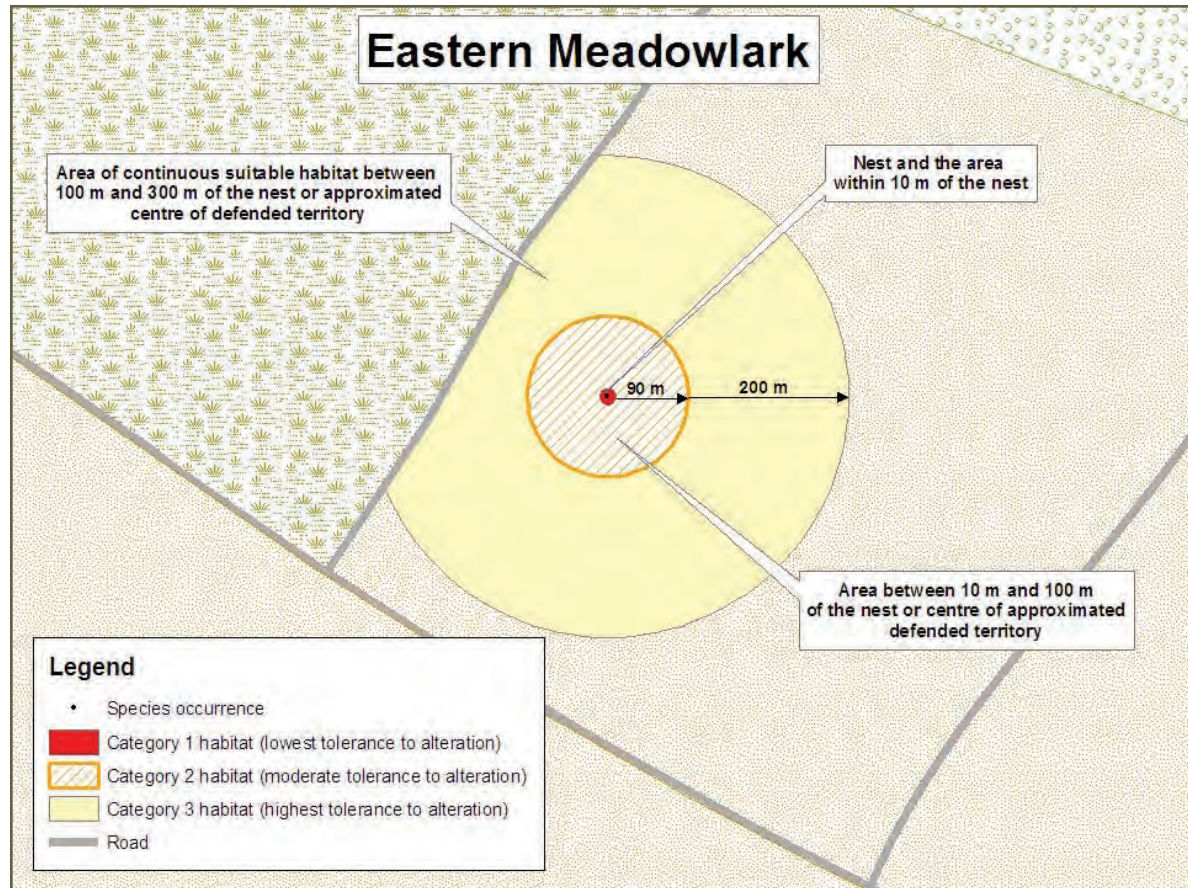 Eastern Meadowlark
Area of continuous suitable habitat between
100 m and 300 m of the nest or approximated
centre of defended territory
Nest and the area
within 10 m of the nest
90 m
200 m
Area between 10 m and 100 m
of the nest or centre of approximated
defended territory
Legend
Species occurrence
Category 1 habitat (lowest tolerance to alteration)
Category 2 habitat (moderate tolerance to alteration)
Category 3 habitat (highest tolerance to alteration)
Road